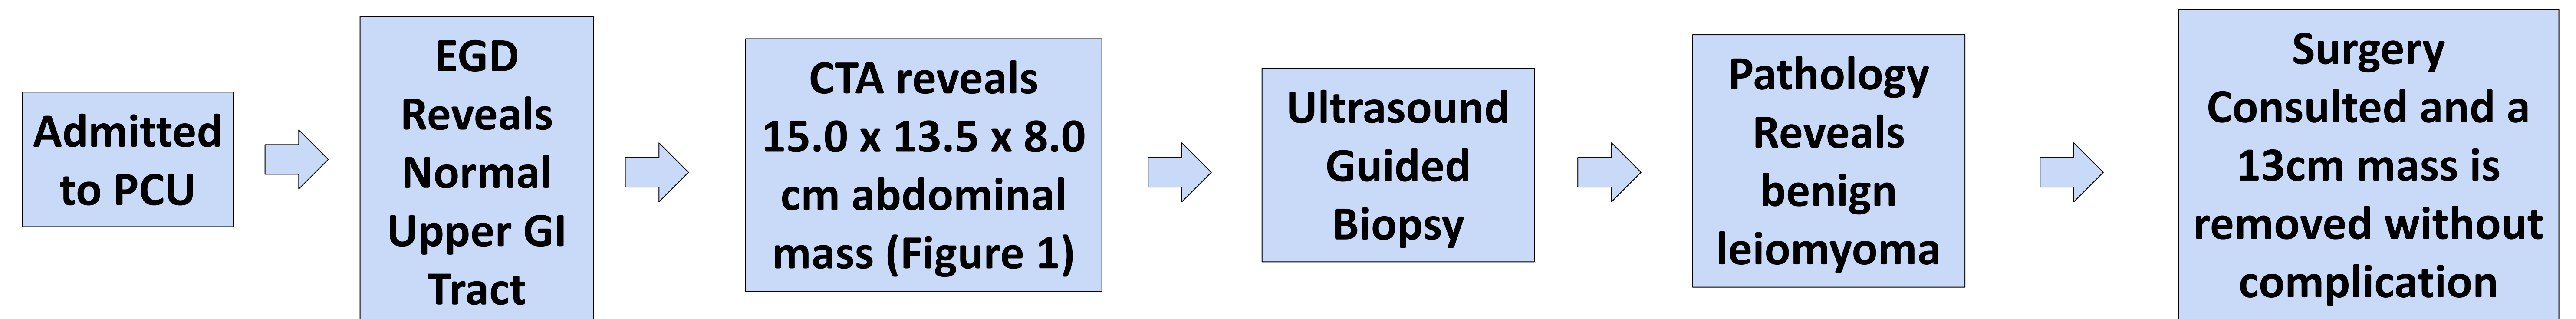 Admitted
to PCU
EGD
Reveals
Normal
Upper GI
Tract
CTA reveals
15.0 x 13.5 x 8.0
cm abdominal
mass (Figure 1)
Ultrasound
Guided
Biopsy
Pathology
Reveals
benign
leiomyoma
Surgery
Consulted and a
13cm mass is
removed without
complication